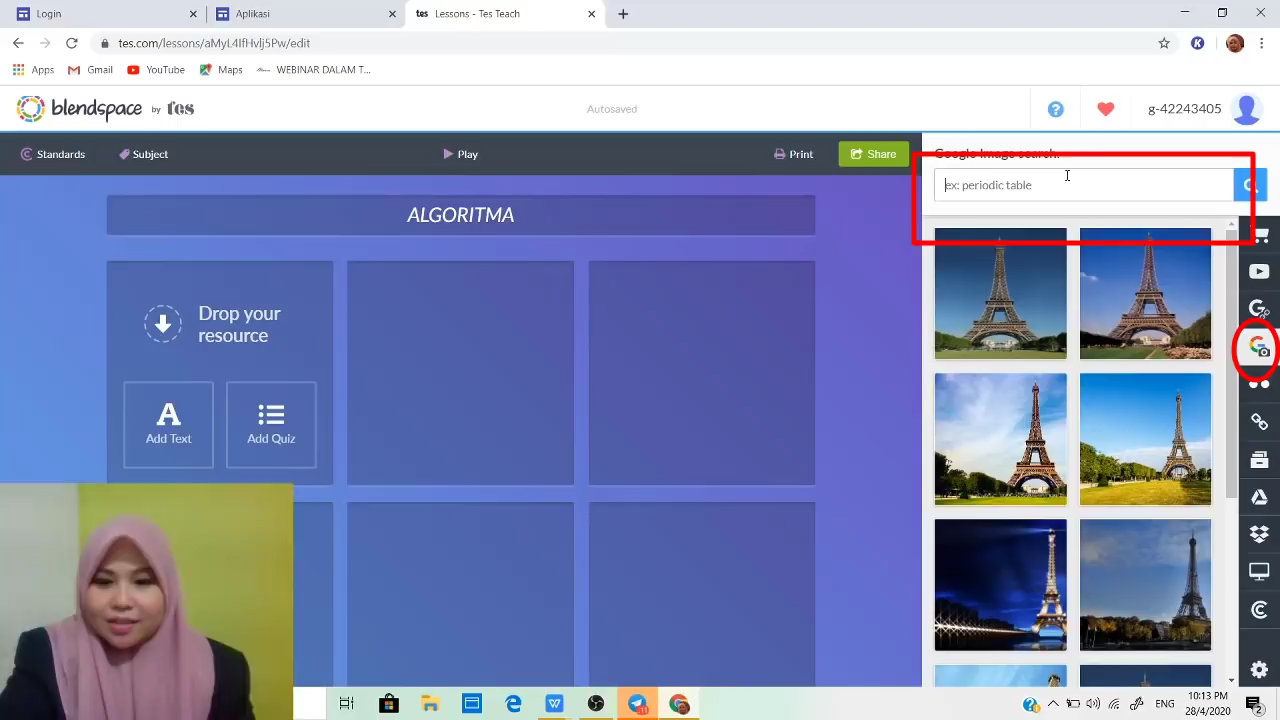 Login
Aplikasi
tes Lessons - Tes Teach
tes.com/lessons/aMyL4lfHvlj5Pw/edit
K
Apps
Gmail
YouTube
Maps
WEBINAR DALAM T...
blendspace by tes
Autosaved
?
g-42243405
Standards
Subject
Play
Print
Share
Google Image search:
ex: periodic table
ALGORITMA
Drop your
resource
A
Add Text
Add Quiz
ENG
10:13 PM
28/4/2020
2